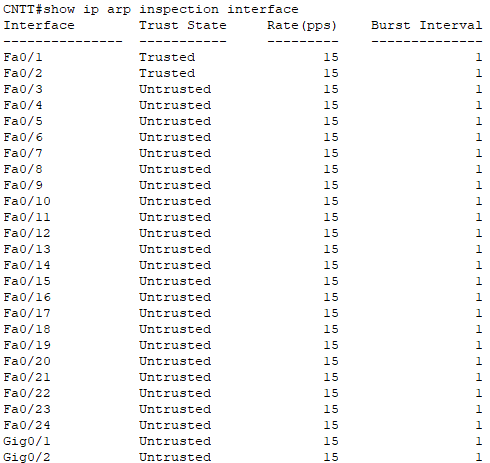 CNTT#show ip arp inspection interface
Interface        Trust State     Rate(pps)    Burst Interval
---------------  -----------     ---------    --------------
Fa0/1            Trusted                15                 1
Fa0/2            Trusted                15                 1
Fa0/3            Untrusted              15                 1
Fa0/4            Untrusted              15                 1
Fa0/5            Untrusted              15                 1
Fa0/6            Untrusted              15                 1
Fa0/7            Untrusted              15                 1
Fa0/8            Untrusted              15                 1
Fa0/9            Untrusted              15                 1
Fa0/10           Untrusted              15                 1
Fa0/11           Untrusted              15                 1
Fa0/12           Untrusted              15                 1
Fa0/13           Untrusted              15                 1
Fa0/14           Untrusted              15                 1
Fa0/15           Untrusted              15                 1
Fa0/16           Untrusted              15                 1
Fa0/17           Untrusted              15                 1
Fa0/18           Untrusted              15                 1
Fa0/19           Untrusted              15                 1
Fa0/20           Untrusted              15                 1
Fa0/21           Untrusted              15                 1
Fa0/22           Untrusted              15                 1
Fa0/23           Untrusted              15                 1
Fa0/24           Untrusted              15                 1
Gig0/1           Untrusted              15                 1
Gig0/2           Untrusted              15                 1